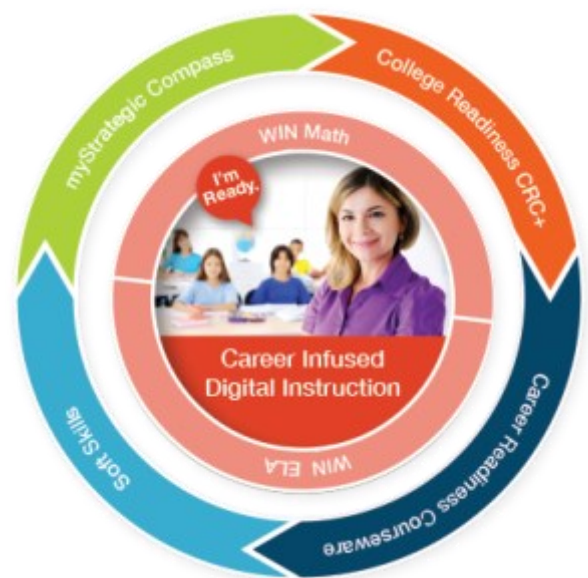 myStrategic Compass
College Readiness CRC+
Career Readiness Courseware
Soft Skills
WIN Math
I'm
Ready.
Career Infused
Digital Instruction
WIN ELA